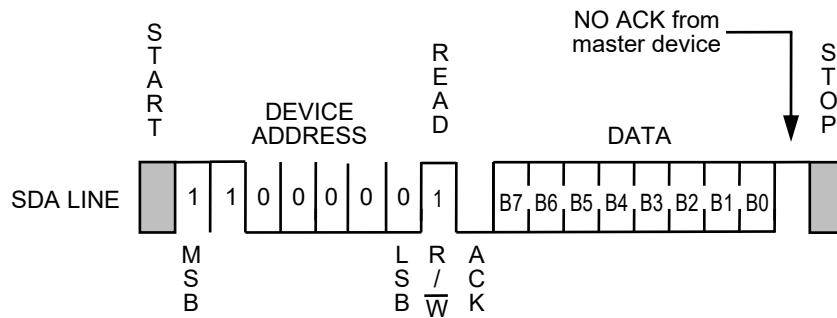 START
DEVICE
ADDRESS
READ
NO ACK from
master device
DATA
STOP
SDA LINE
1 1 0 0 0 0 0 1 B7 B6 B5 B4 B3 B2 B1 B0
MSB
LSB
R/W̅
ACK